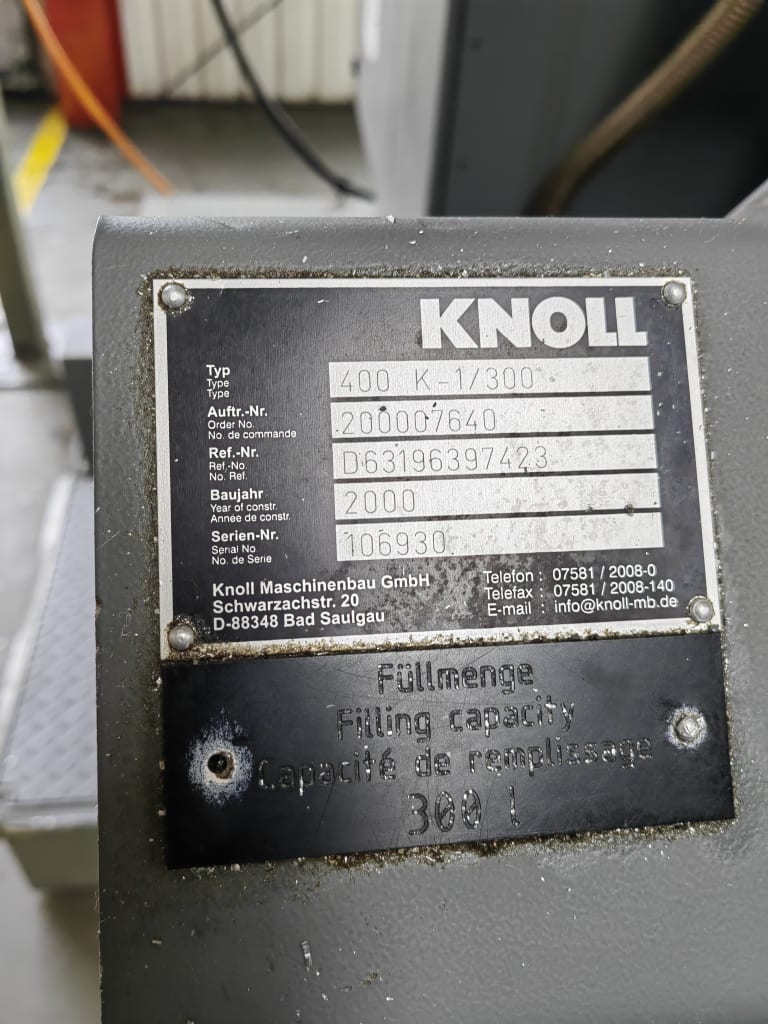 KNOLL
Typ
Type
Type
400 K-1/300
Auftr.-Nr.
Order No.
No. de commande
200007640
Ref.-Nr.
Ref.-No.
No. Ref.
D63196397423
Baujahr
Year of constr.
Année de constr.
2000
Serien-Nr.
Serial No
No. de Serie
106930
Knoll Maschinenbau GmbH
Schwarzachstr. 20
D-88348 Bad Saulgau
Telefon : 07581 / 2008-0
Telefax : 07581 / 2008-140
E-mail : info@knoll-mb.de
Füllmenge
Filling capacity
Capacité de remplissage
300 l